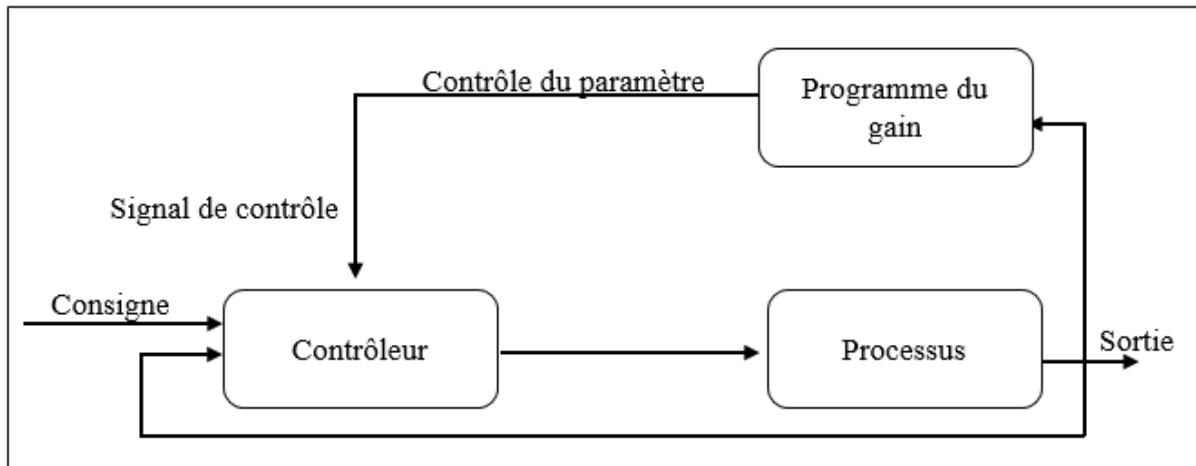 Contrôle du paramètre
Programme du
gain
Signal de contrôle
Consigne
Contrôleur
Processus
Sortie